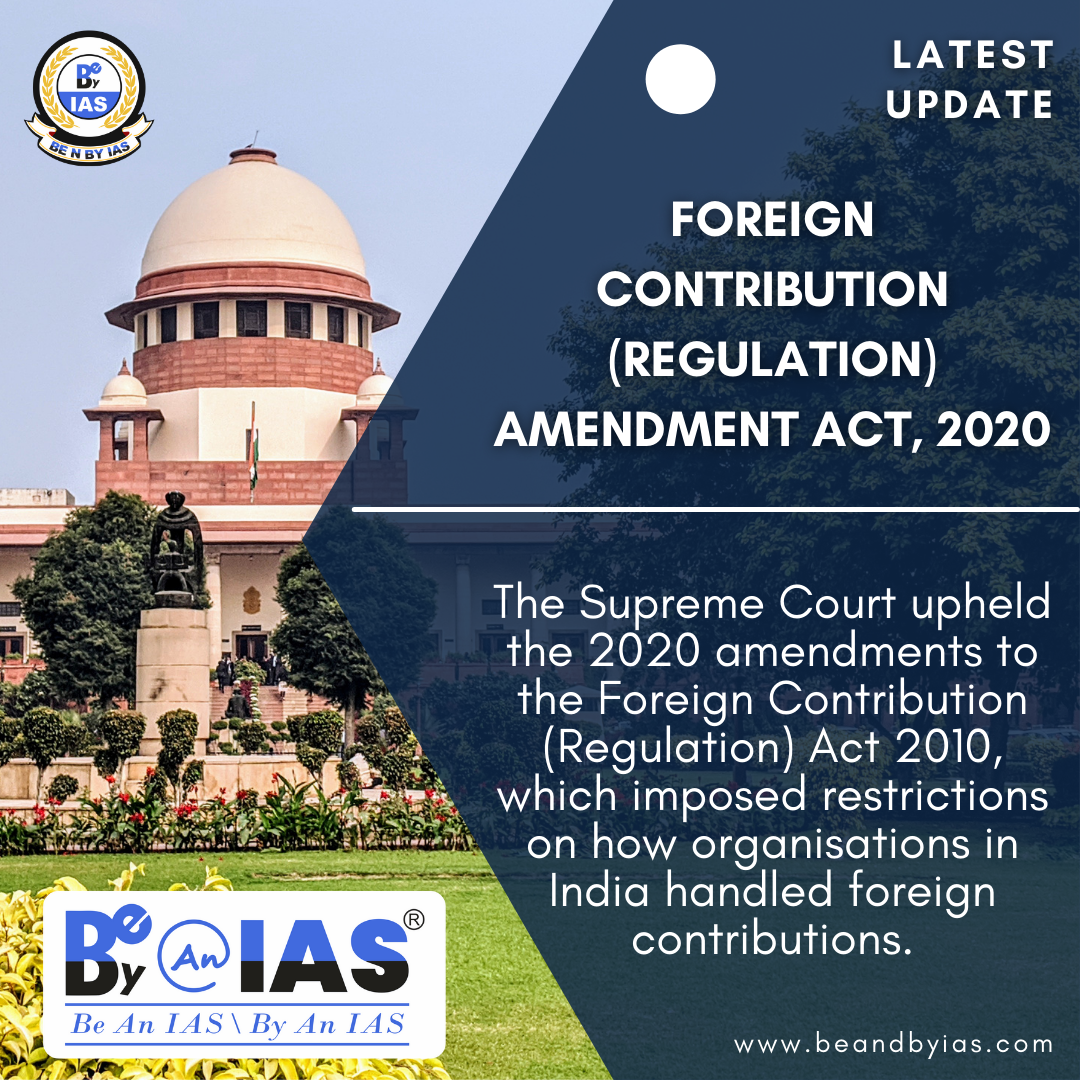 Be
By
IAS
BE N BY IAS
LATEST
UPDATE
FOREIGN
CONTRIBUTION
(REGULATION)
AMENDMENT ACT, 2020
The Supreme Court upheld
the 2020 amendments to
the Foreign Contribution
(Regulation) Act 2010,
which imposed restrictions
on how organisations in
India handled foreign
contributions.
Be By An IAS®
Be An IAS \ By An IAS
www.beandbyias.com